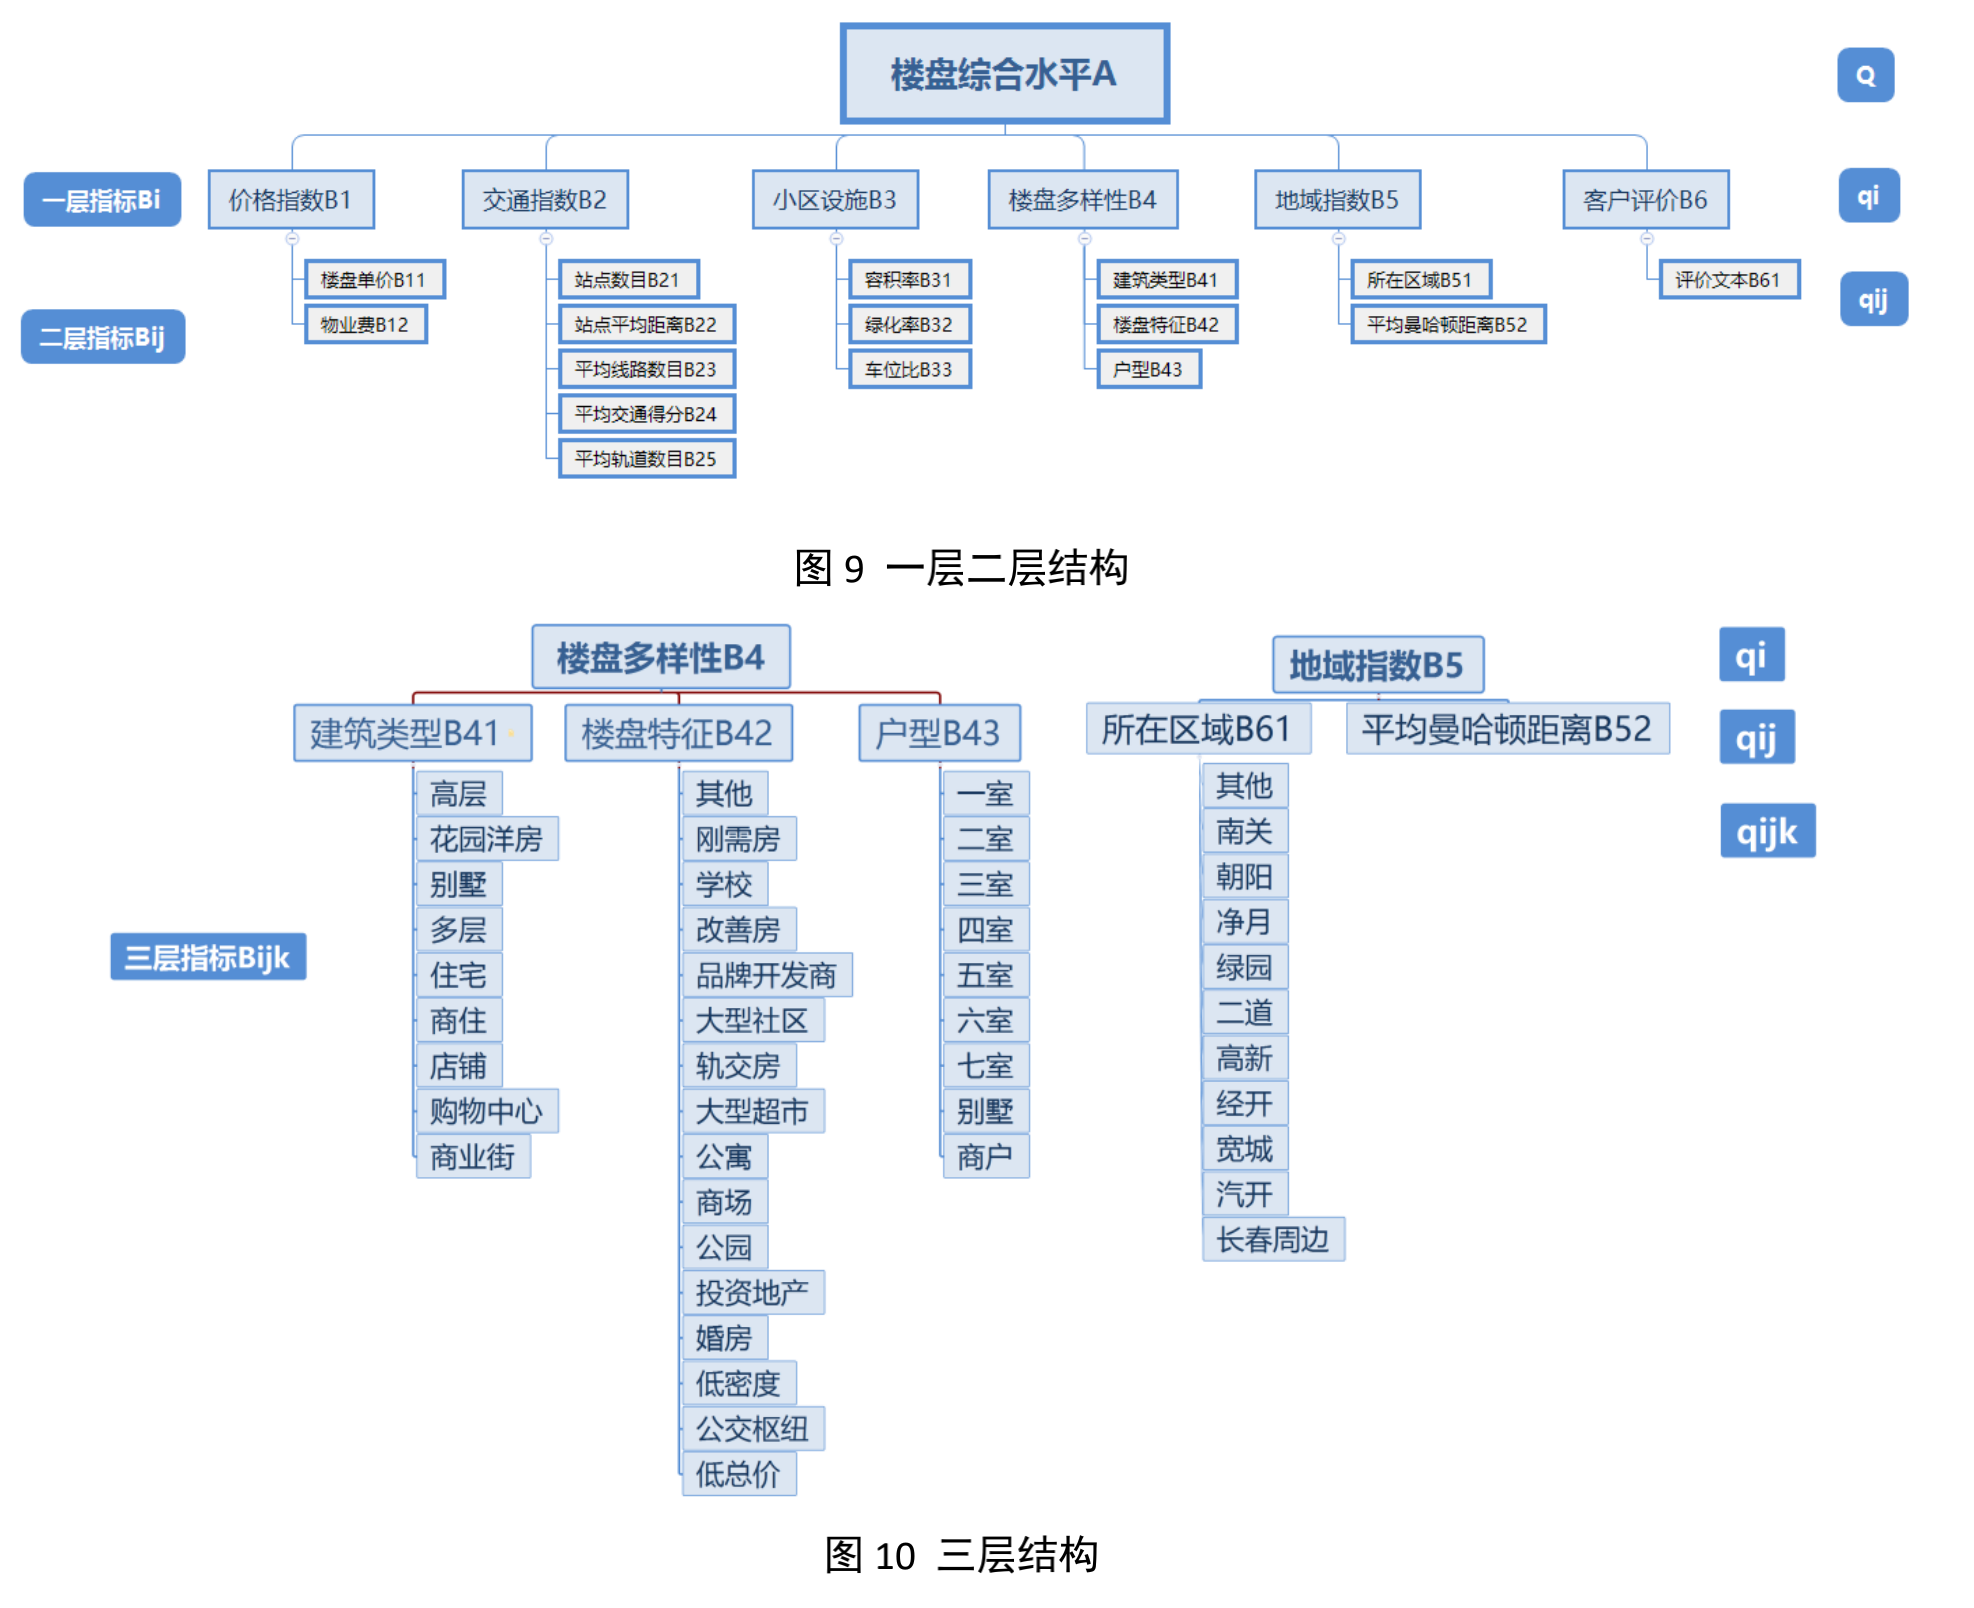 楼盘综合水平A
Q
一层指标Bi
价格指数B1
交通指数B2
小区设施B3
楼盘多样性B4
地域指数B5
客户评价B6
qi
二层指标Bij
楼盘单价B11
物业费B12
站点数目B21
站点平均距离B22
平均线路数目B23
平均交通得分B24
平均轨道数目B25
容积率B31
绿化率B32
车位比B33
建筑类型B41
楼盘特征B42
户型B43
所在区域B51
平均曼哈顿距离B52
评价文本B61
qij
图 9 一层二层结构
楼盘多样性B4
地域指数B5
qi
建筑类型B41
楼盘特征B42
户型B43
所在区域B61
平均曼哈顿距离B52
qij
qijk
三层指标Bijk
高层
花园洋房
别墅
多层
住宅
商住
店铺
购物中心
商业街
其他
刚需房
学校
改善房
品牌开发商
大型社区
轨交房
大型超市
公寓
商场
公园
投资地产
婚房
低密度
公交枢纽
低总价
一室
二室
三室
四室
五室
六室
七室
别墅
商户
其他
南关
朝阳
净月
绿园
二道
高新
经开
宽城
汽开
长春周边
图 10 三层结构